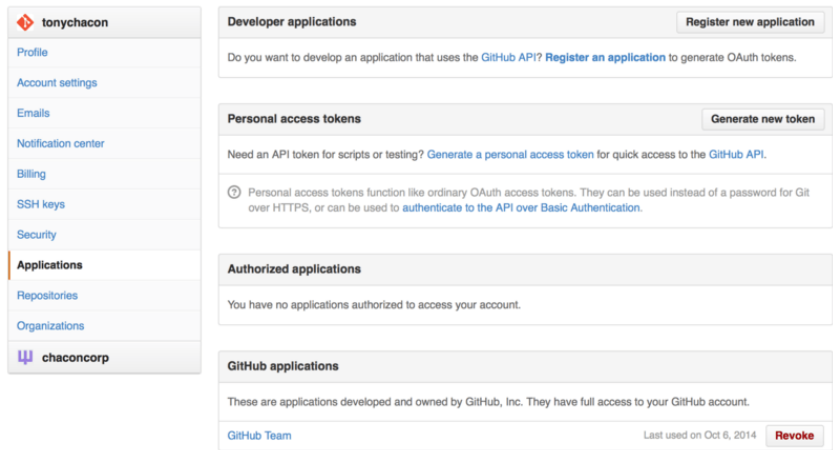 tonychacon
Profile
Account settings
Emails
Notification center
Billing
SSH keys
Security
Applications
Repositories
Organizations
chaconcorp
Developer applications
Register new application
Do you want to develop an application that uses the GitHub API? Register an application to generate OAuth tokens.
Personal access tokens
Generate new token
Need an API token for scripts or testing? Generate a personal access token for quick access to the GitHub API.
Personal access tokens function like ordinary OAuth access tokens. They can be used instead of a password for Git
over HTTPS, or can be used to authenticate to the API over Basic Authentication.
Authorized applications
You have no applications authorized to access your account.
GitHub applications
These are applications developed and owned by GitHub, Inc. They have full access to your GitHub account.
GitHub Team
Last used on Oct 6, 2014
Revoke